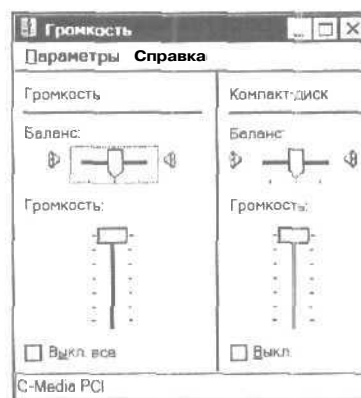 Громкость
Параметры Справка
Громкость
Компакт-диск
Баланс:
Баланс:
Громкость:
Громкость:
Выкл. все
Выкл.
C-Media PCI